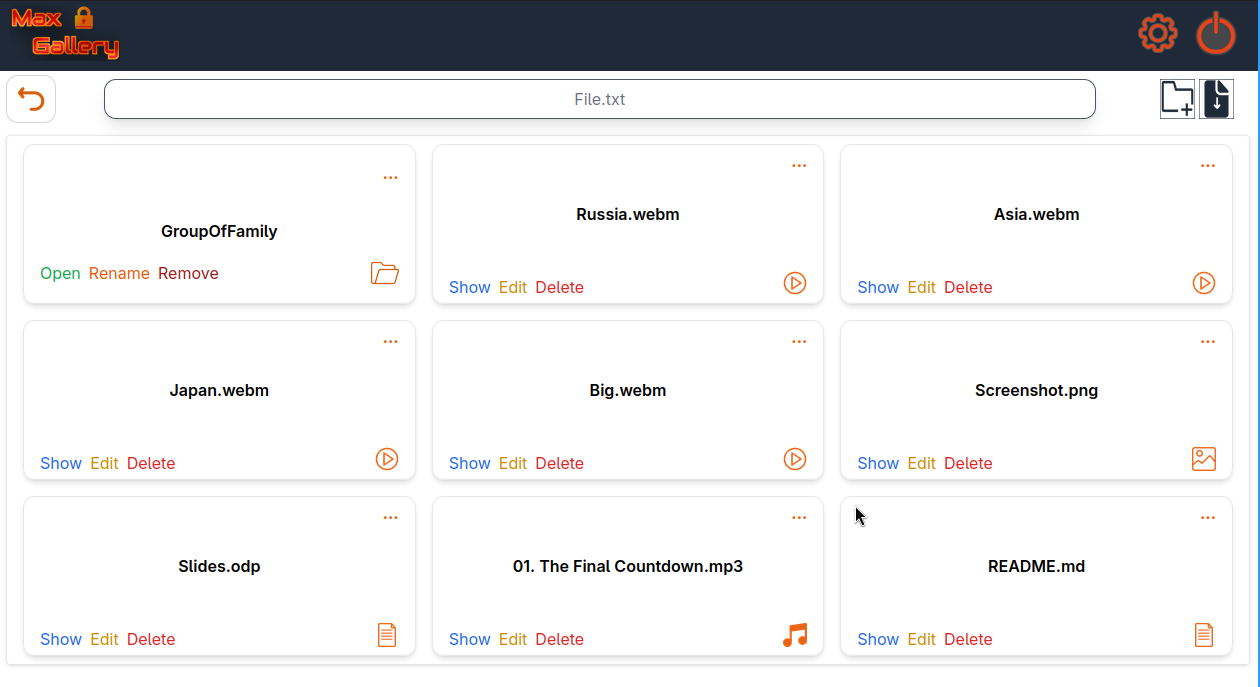 Max
Gallery
File.txt
...
GroupOfFamily
Open Rename Remove
...
Russia.webm
Show Edit Delete
...
Asia.webm
Show Edit Delete
...
Japan.webm
Show Edit Delete
...
Big.webm
Show Edit Delete
...
Screenshot.png
Show Edit Delete
...
Slides.odp
Show Edit Delete
...
01. The Final Countdown.mp3
Show Edit Delete
...
README.md
Show Edit Delete